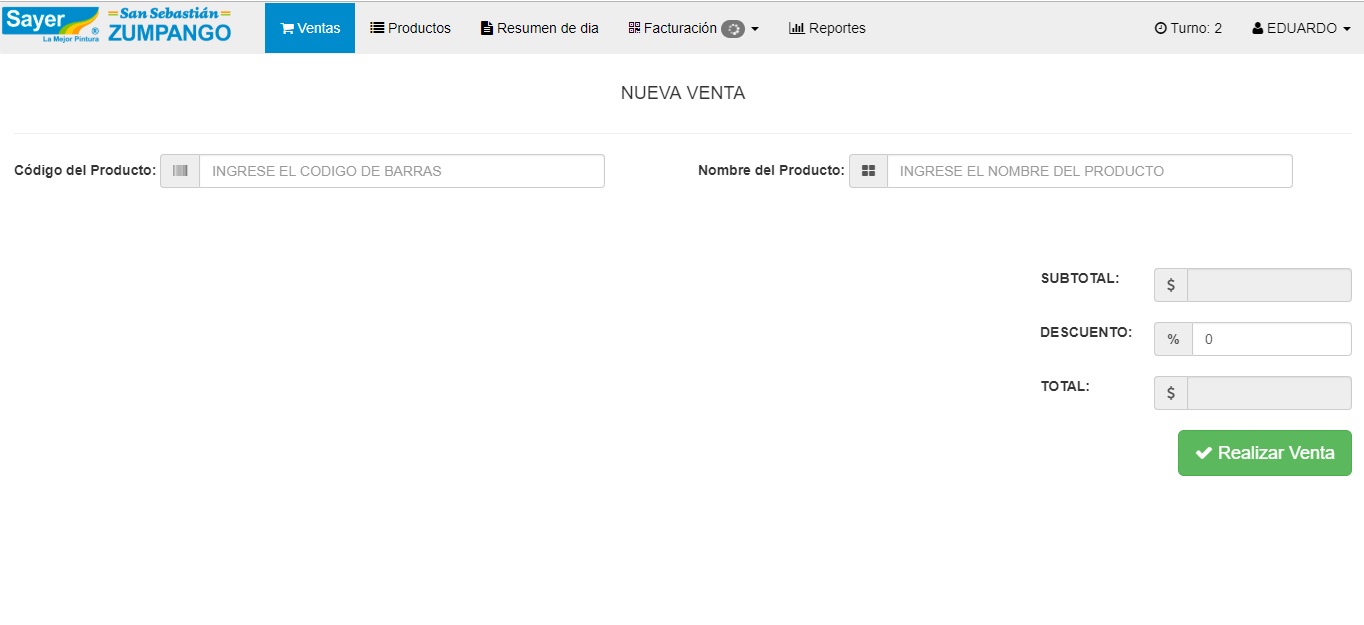 Sayer ® La Mejor Pintura
San Sebastián
ZUMPANGO
Ventas Productos Resumen de dia Facturación Reportes Turno: 2 EDUARDO
NUEVA VENTA
Código del Producto: INGRESE EL CODIGO DE BARRAS Nombre del Producto: INGRESE EL NOMBRE DEL PRODUCTO
SUBTOTAL: $
DESCUENTO: % 0
TOTAL: $
Realizar Venta